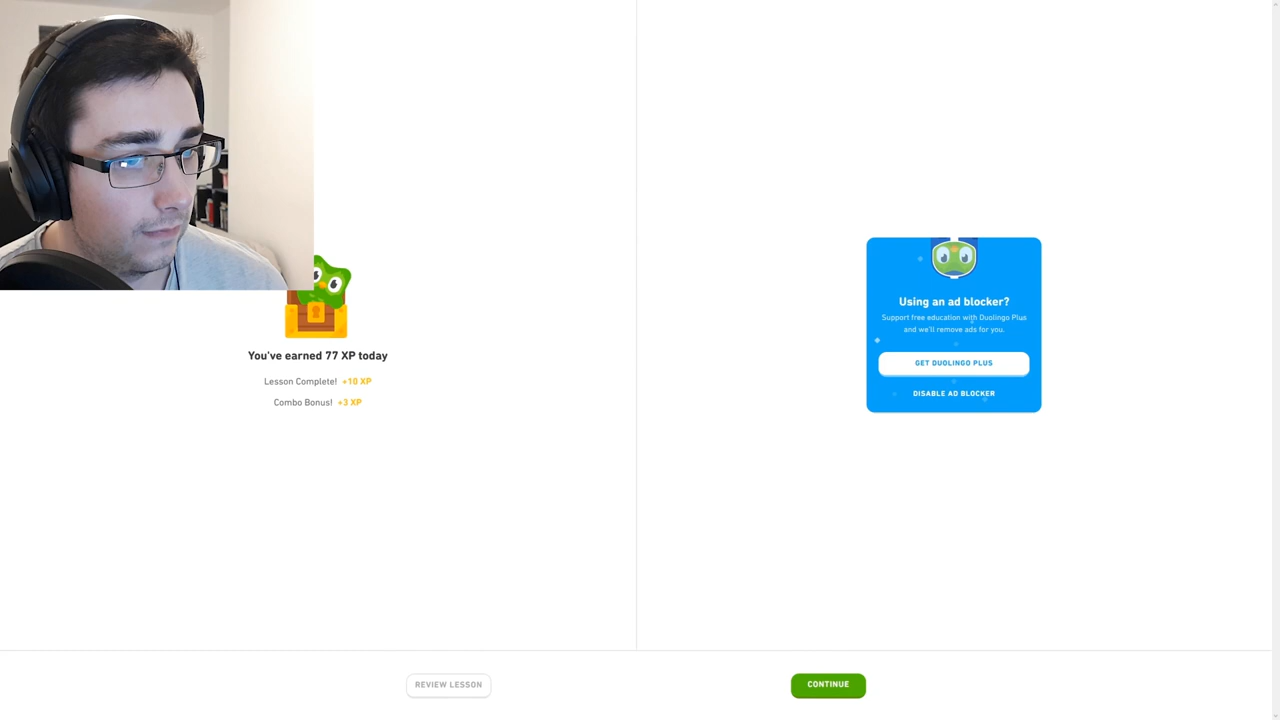 You've earned 77 XP today
Lesson Complete! +10 XP
Combo Bonus! +3 XP
Using an ad blocker?
Support free education with Duolingo Plus
and we'll remove ads for you.
GET DUOLINGO PLUS
DISABLE AD BLOCKER
REVIEW LESSON
CONTINUE